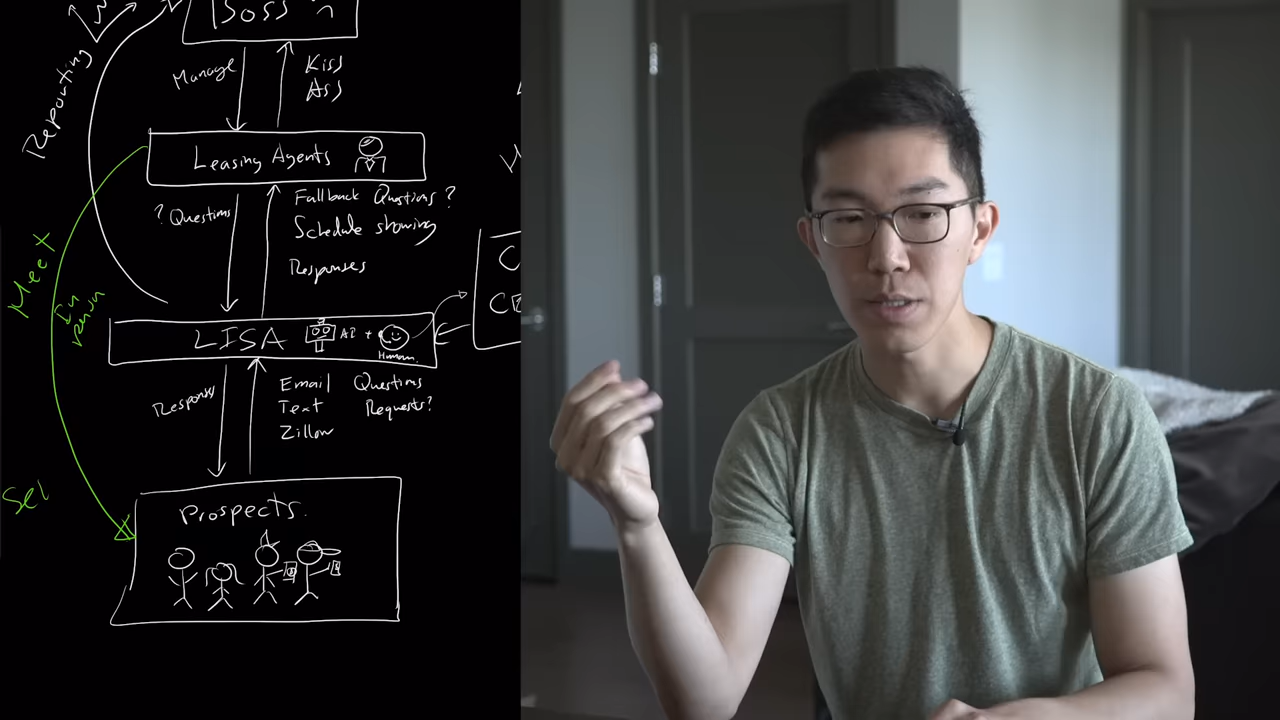 Boss
Manage
Kiss
Ass
Reporting
Leasing Agents
? Questions
Fallback Questions ?
Schedule showing
Responses
Meet
In
LISA AI +
Human
Response
Email Questions
Text Requests?
Zillow
Sel
Prospects